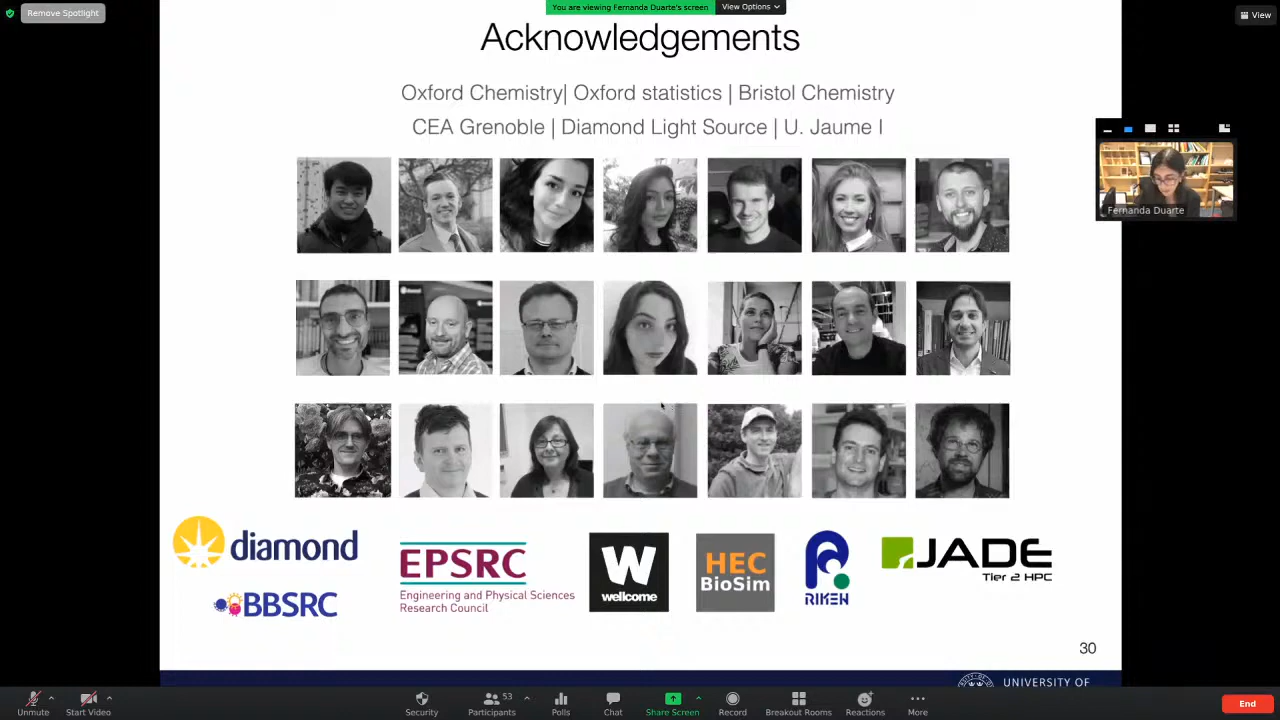 Remove Spotlight
You are viewing Fernanda Duarte's screen
View Options
View
Acknowledgements
Oxford Chemistry| Oxford statistics | Bristol Chemistry
CEA Grenoble | Diamond Light Source | U. Jaume I
Fernanda Duarte
diamond
BBSRC
EPSRC
Engineering and Physical Sciences
Research Council
W
wellcome
HEC
BioSim
RIKEN
JADE
Tier 2 HPC
30
UNIVERSITY OF
Unmute
Start Video
Security
Participants
53
Polls
Chat
Share Screen
Record
Breakout Rooms
Reactions
More
End